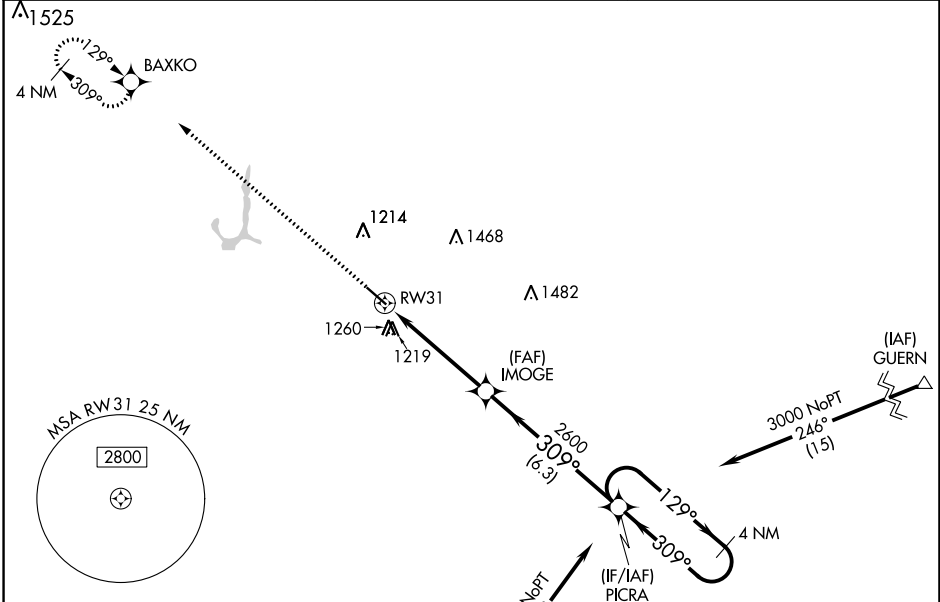 1525
129°
309°
4 NM
BAXKO
1214
1468
1482
RW31
1260
1219
(FAF)
IMOGE
(IAF)
GUERN
3000 NoPT
246°
(15)
2600
309°
(6.3)
MSA RW31 25 NM
2800
129°
309°
4 NM
(IF/IAF)
PICRA
NoPT